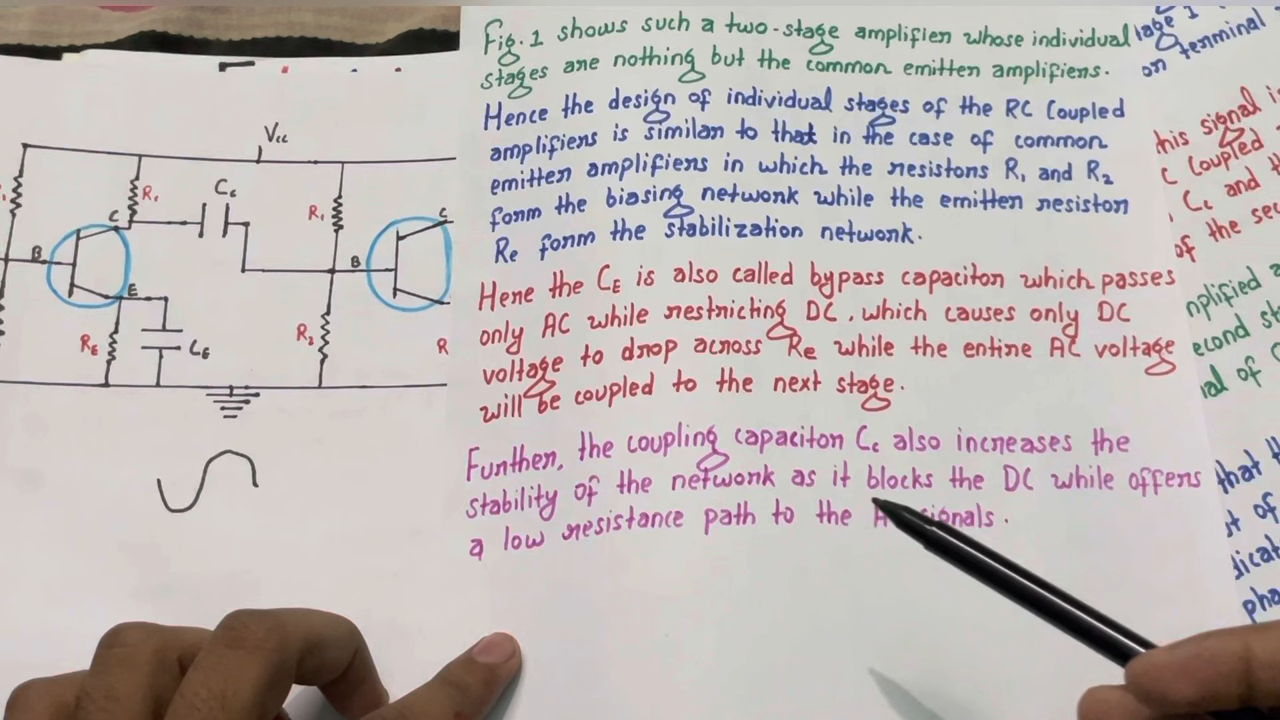 Fig. 1 shows such a two-stage amplifier whose individual
stages are nothing but the common emitter amplifiers.
Hence the design of individual stages of the RC Coupled
amplifiers is similar to that in the case of common
emitter amplifiers in which the resistors R₁ and R₂
form the biasing network while the emitter resistor
Re form the stabilization network.
Here the CE is also called bypass capacitor which passes
only AC while restricting DC, which causes only DC
voltage to drop across Re while the entire AC voltage
will be coupled to the next stage.
Further, the coupling capacitor Cc also increases the
stability of the network as it blocks the DC while offers
a low resistance path to the signals.
Vcc
Cc
R₁
C
C
B
B
E
RE
CE
R₂
R
on terminal
this signal
Coupled
Cc and
of the